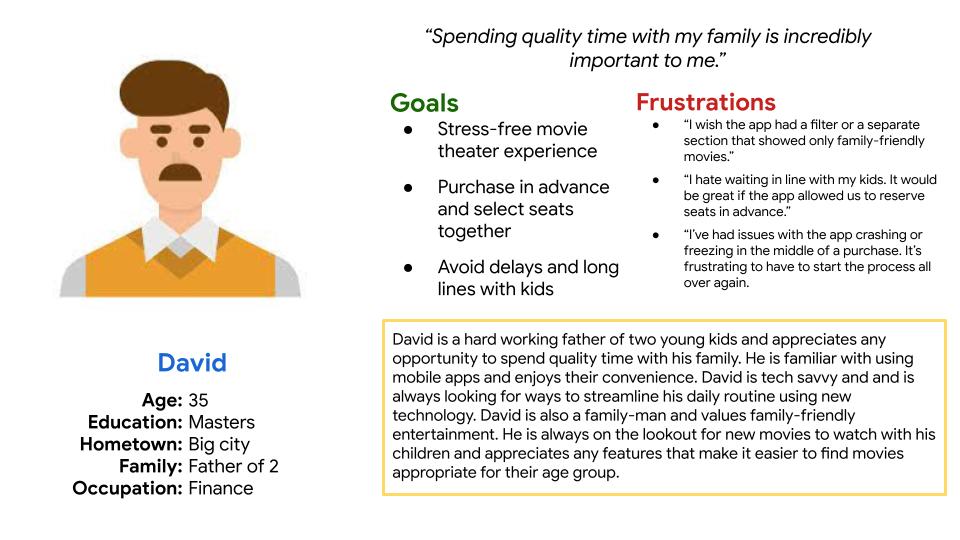 “Spending quality time with my family is incredibly
important to me.”
Goals
● Stress-free movie
theater experience
● Purchase in advance
and select seats
together
● Avoid delays and long
lines with kids
Frustrations
● “I wish the app had a filter or a separate
section that showed only family-friendly
movies.”
● “I hate waiting in line with my kids. It would
be great if the app allowed us to reserve
seats in advance.”
● “I’ve had issues with the app crashing or
freezing in the middle of a purchase. It’s
frustrating to have to start the process all
over again.
David
Age: 35
Education: Masters
Hometown: Big city
Family: Father of 2
Occupation: Finance
David is a hard working father of two young kids and appreciates any
opportunity to spend quality time with his family. He is familiar with using
mobile apps and enjoys their convenience. David is tech savvy and and is
always looking for ways to streamline his daily routine using new
technology. David is also a family-man and values family-friendly
entertainment. He is always on the lookout for new movies to watch with his
children and appreciates any features that make it easier to find movies
appropriate for their age group.